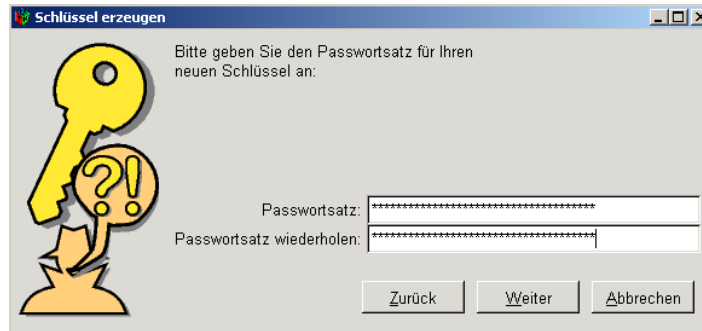 Schlüssel erzeugen
Bitte geben Sie den Passwortsatz für Ihren
neuen Schlüssel an:
?!
Passwortsatz: *************************************
Passwortsatz wiederholen: *************************************
Zurück Weiter Abbrechen